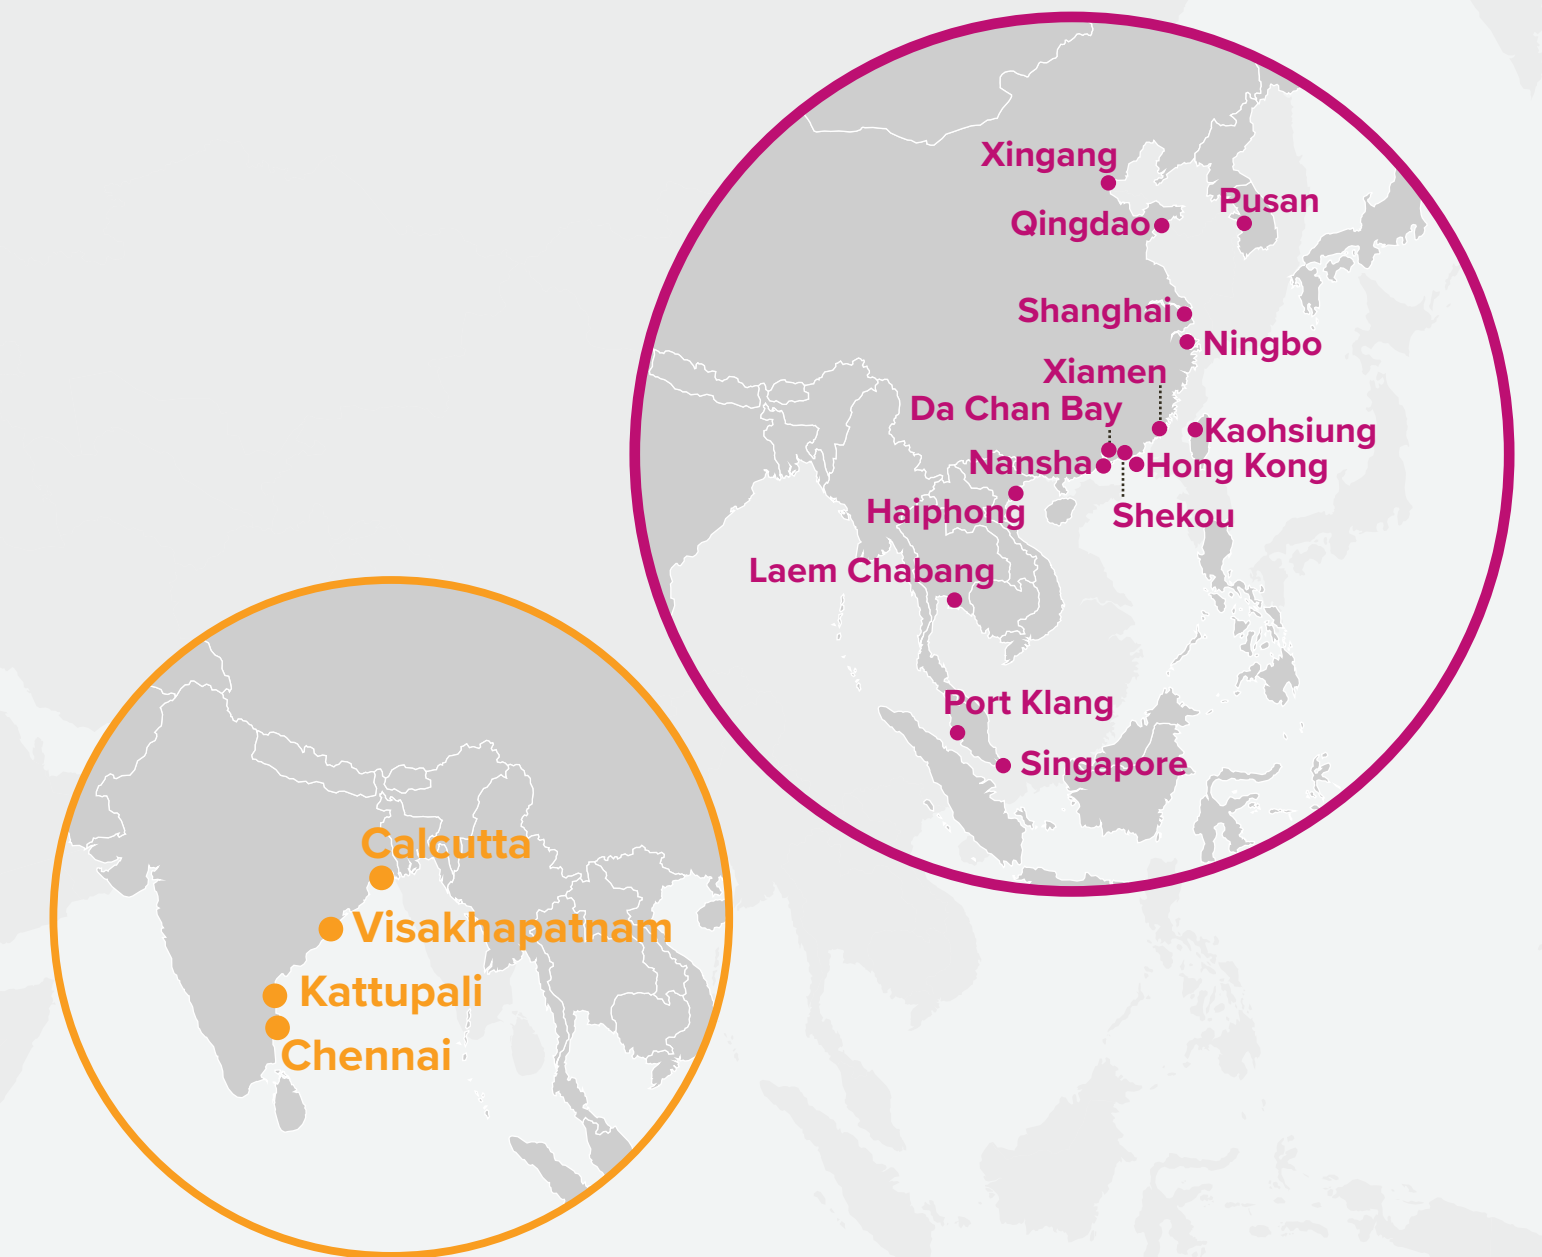 Xingang
Pusan
Qingdao
Shanghai
Ningbo
Xiamen
Da Chan Bay
Kaohsiung
Nansha
Hong Kong
Haiphong
Shekou
Laem Chabang
Port Klang
Singapore
Calcutta
Visakhapatnam
Kattupali
Chennai